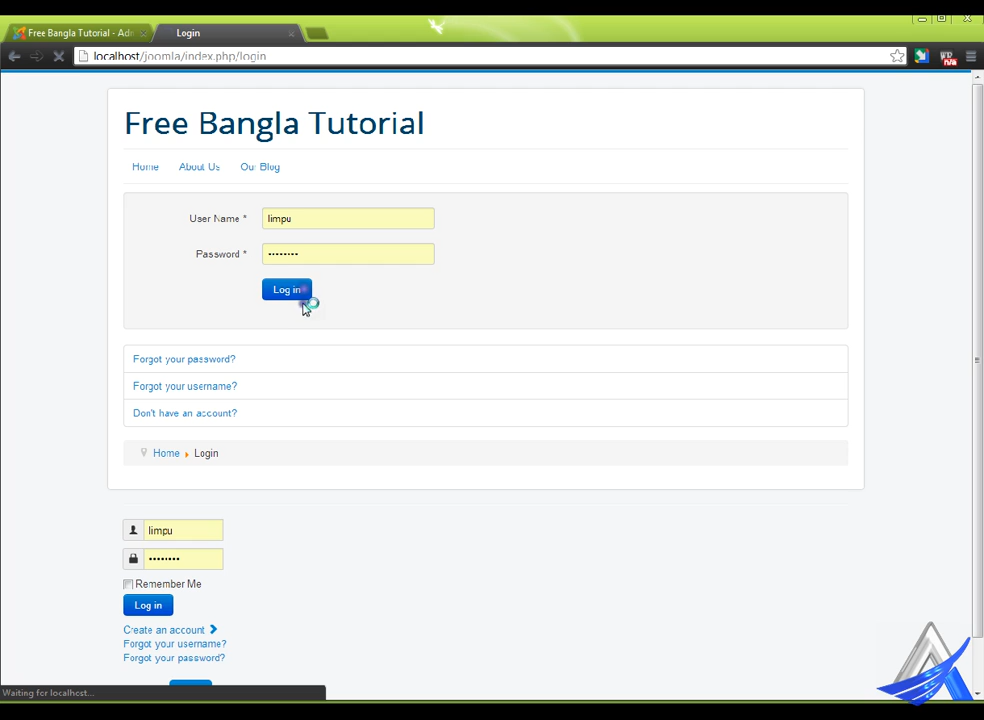 Free Bangla Tutorial - Adm
Login
localhost/joomla/index.php/login
n/a
Free Bangla Tutorial
Home About Us Our Blog
User Name * limpu
Password * ••••••••
Log in
Forgot your password?
Forgot your username?
Don't have an account?
Home Login
limpu
••••••••
Remember Me
Log in
Create an account
Forgot your username?
Forgot your password?
Waiting for localhost...